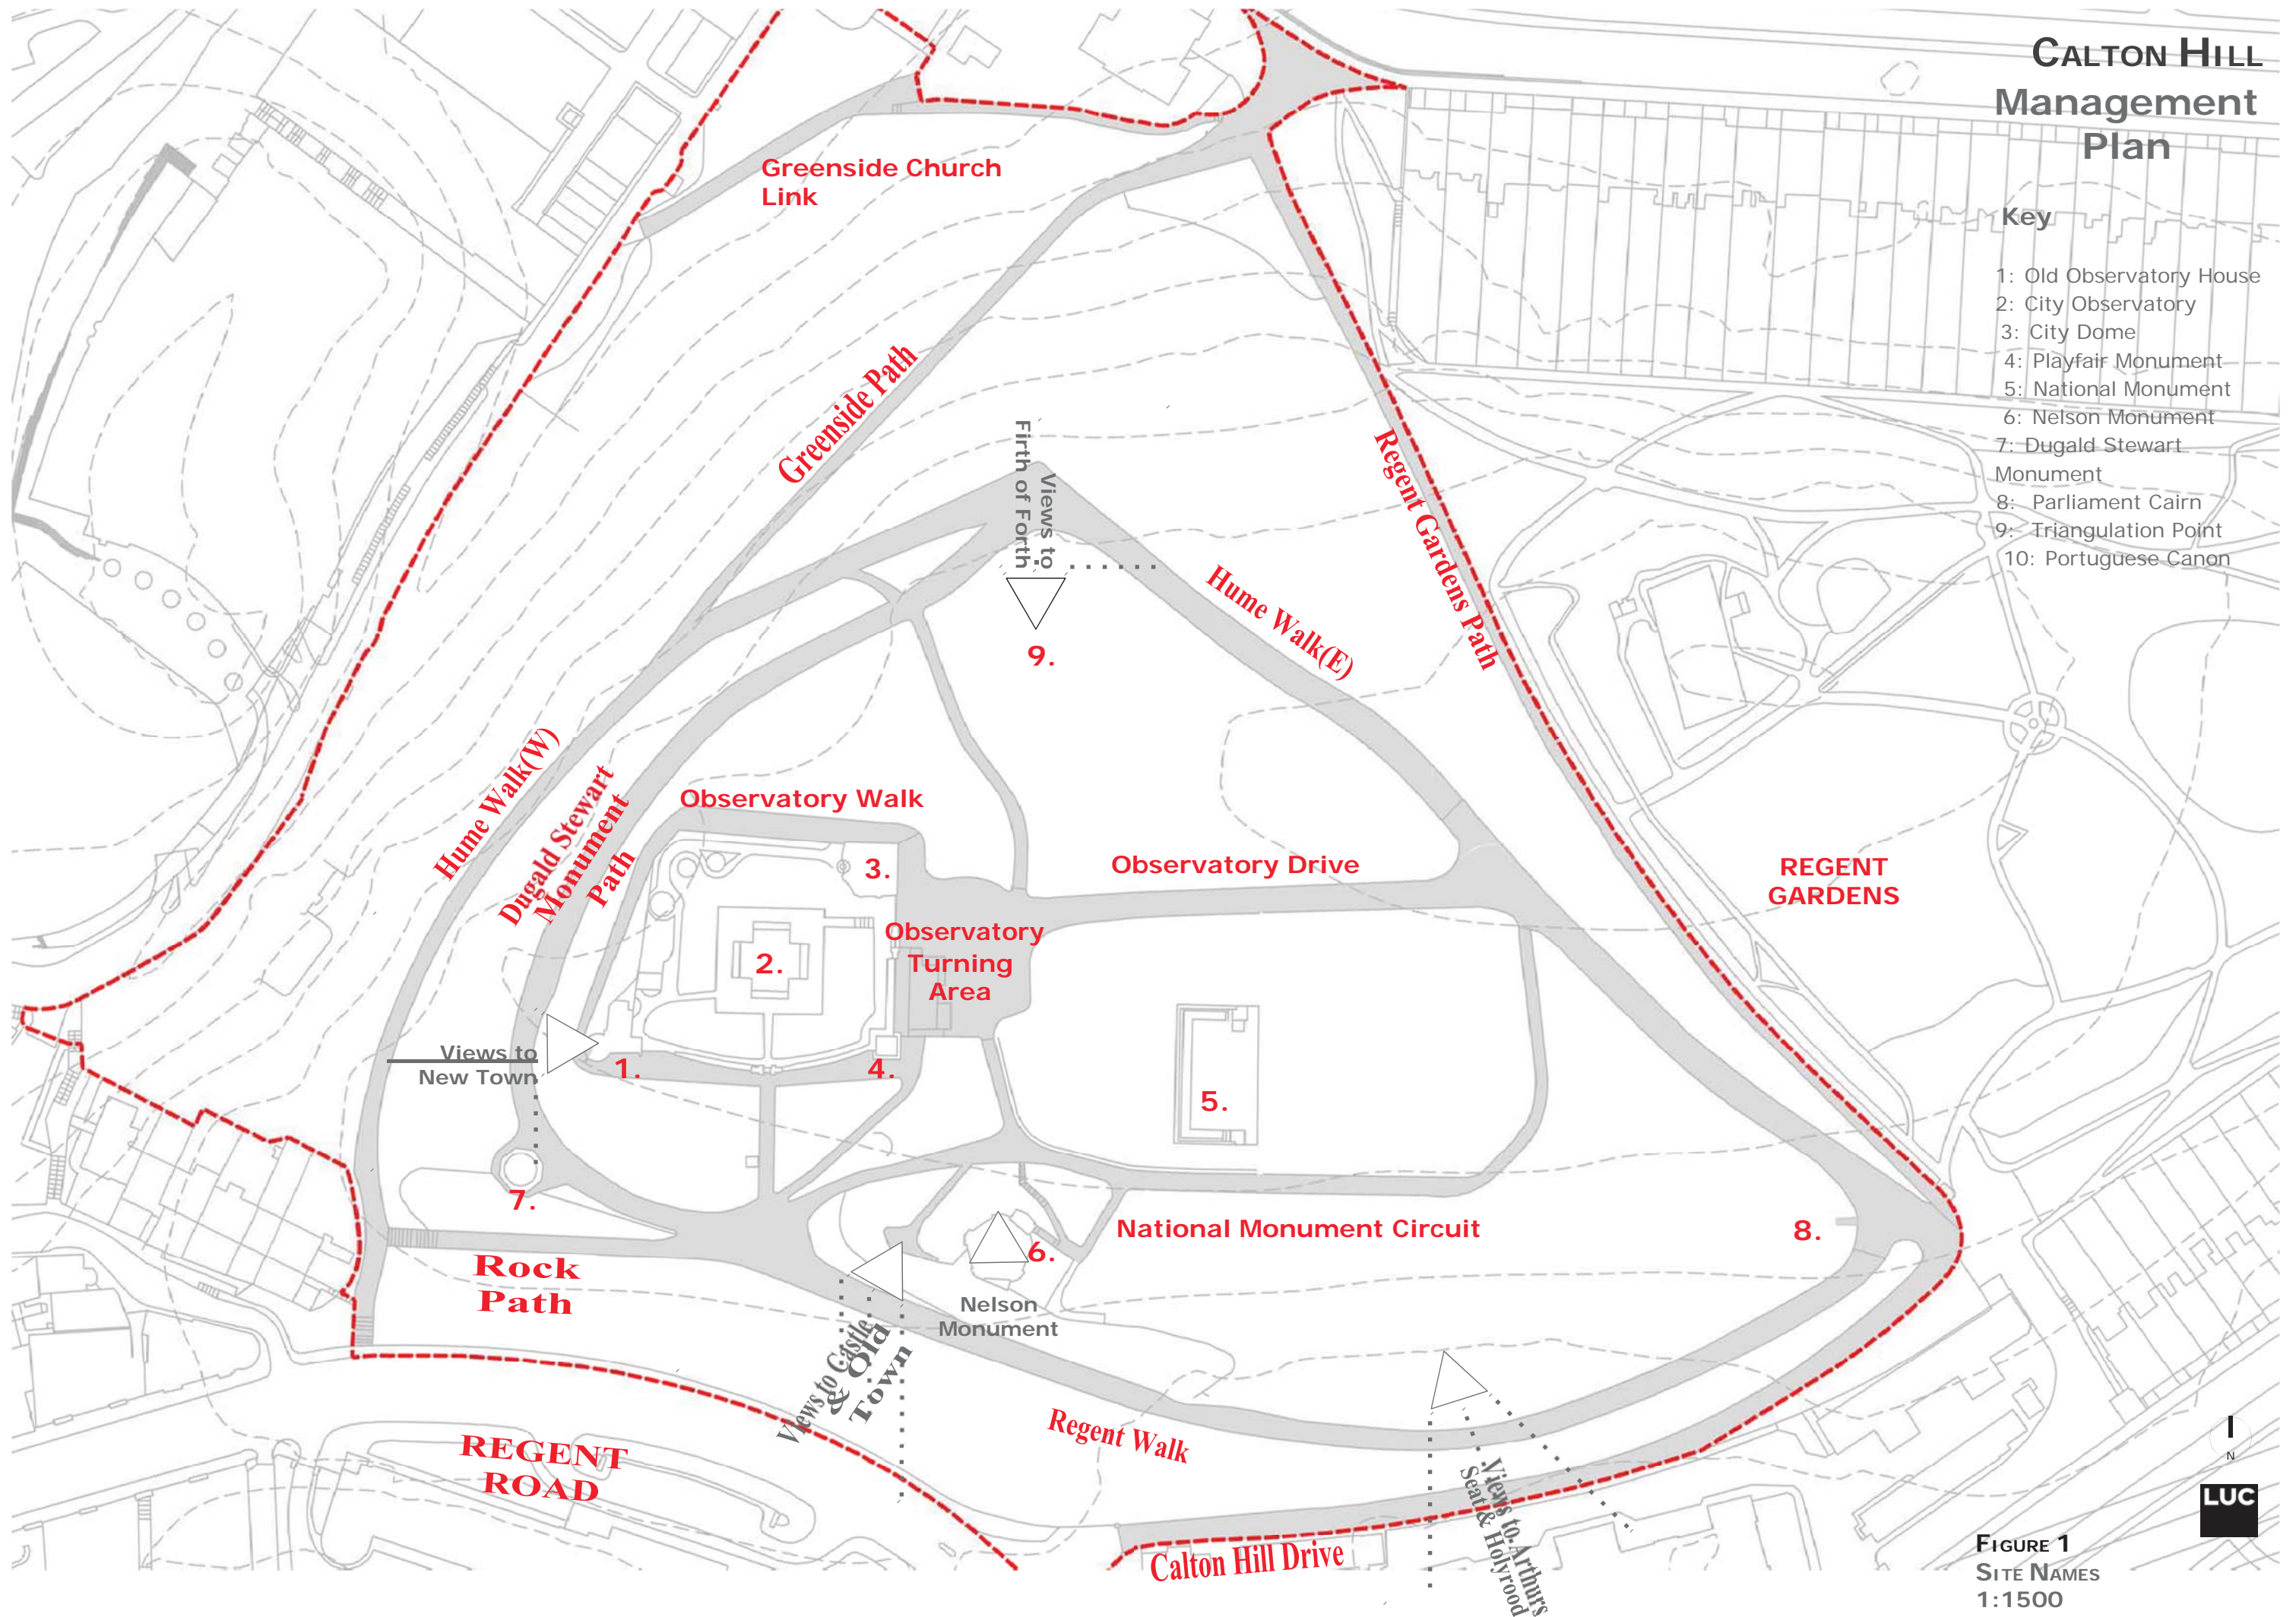 CALTON HILL
Management
Plan
Key
1: Old Observatory House
2: City Observatory
3: City Dome
4: Playfair Monument
5: National Monument
6: Nelson Monument
7: Dugald Stewart
Monument
8: Parliament Cairn
9: Triangulation Point
10: Portuguese Canon
Greenside Church
Link
Greenside Path
Views to
Firth of Forth
Regent Gardens Path
Hume Walk(E)
9.
Hume Walk(W)
Dugald Stewart
Monument
Path
Observatory Walk
3.
Observatory Drive
REGENT
GARDENS
Observatory
Turning
Area
2.
Views to
New Town
1.
4.
5.
7.
National Monument Circuit
8.
6.
Rock
Path
Nelson
Monument
Views to Castle
& Old
Town
Regent Walk
REGENT
ROAD
Views to Arthurs
Seat & Holyrood
Calton Hill Drive
N
LUC
FIGURE 1
SITE NAMES
1:1500